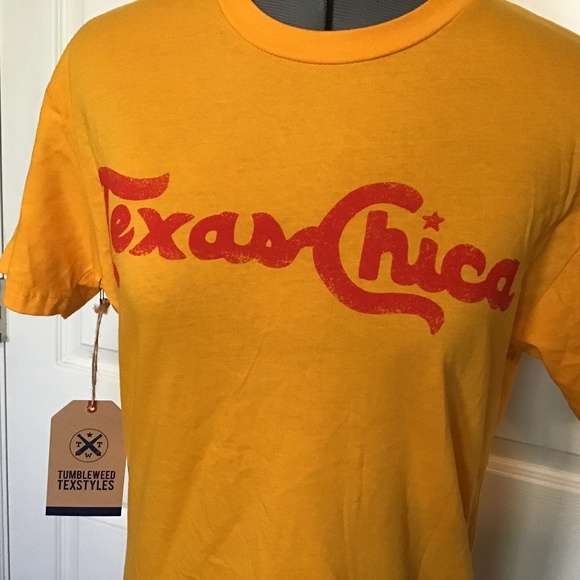 Texas Chica
T T
W
TUMBLEWEED
TEXSTYLES